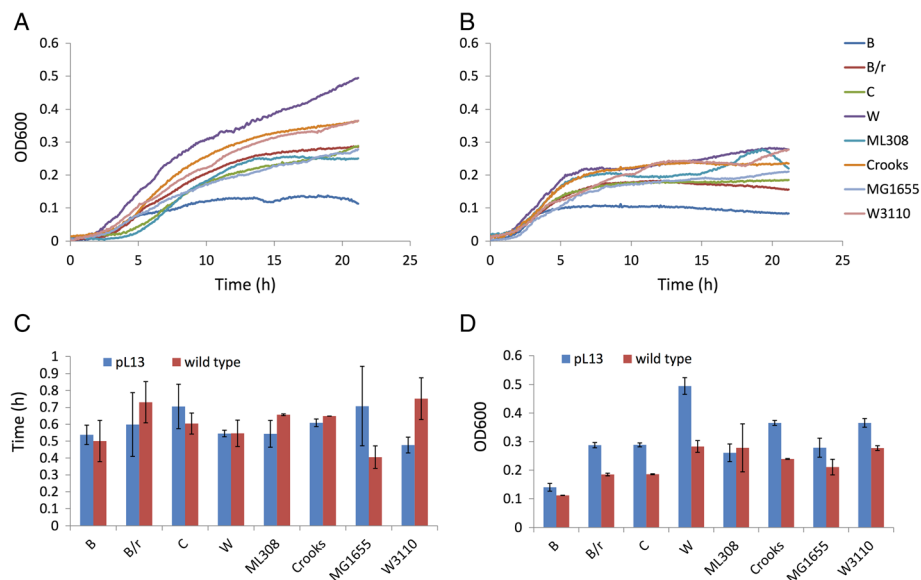 A
B
0.6
0.5
0.4
0.3
0.2
0.1
0
OD600
0 5 10 15 20 25
Time (h)
0.6
0.5
0.4
0.3
0.2
0.1
0
0 5 10 15 20 25
Time (h)
B
B/r
C
W
ML308
Crooks
MG1655
W3110
C
D
pL13 wild type
1
0.9
0.8
0.7
0.6
0.5
0.4
0.3
0.2
0.1
0
Time (h)
B B/r C W ML308 Crooks MG1655 W3110
pL13 wild type
0.6
0.5
0.4
0.3
0.2
0.1
0
OD600
B B/r C W ML308 Crooks MG1655 W3110